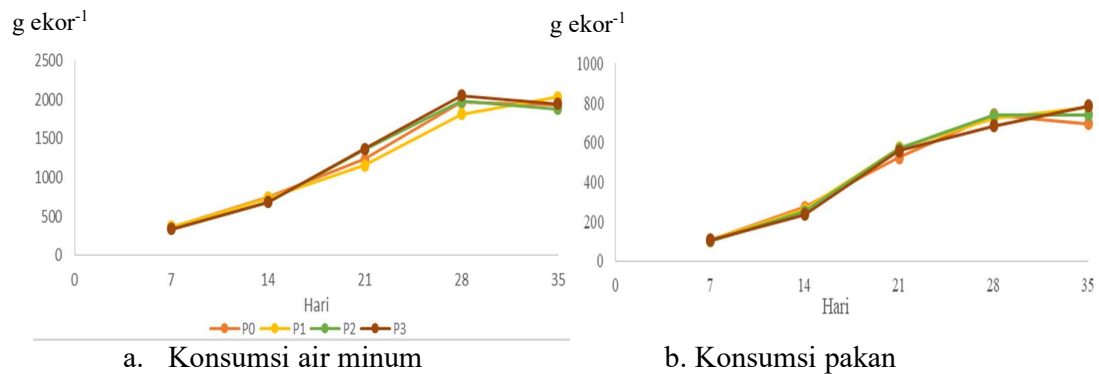 g ekor-1
2500
2000
1500
1000
500
0
0 7 14 21 28 35
Hari
P0 P1 P2 P3
a. Konsumsi air minum
g ekor-1
1000
800
600
400
200
0
0 7 14 21 28 35
Hari
b. Konsumsi pakan